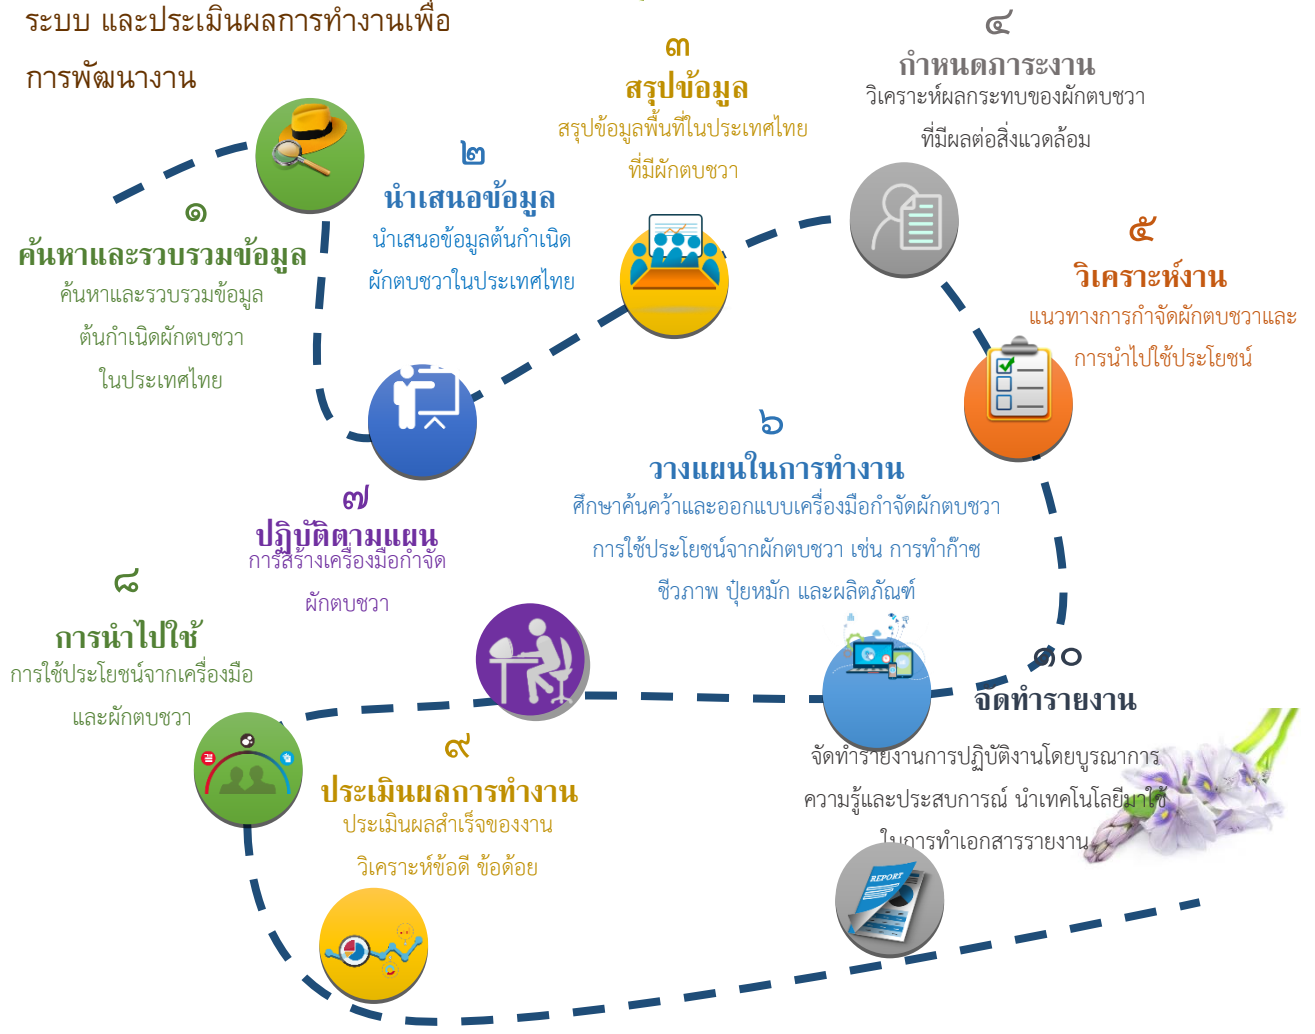 ระบบ และประเมินผลการทำงานเพื่อ
การพัฒนางาน
๑
ค้นหาและรวบรวมข้อมูล
ค้นหาและรวบรวมข้อมูล
ต้นกำเนิดผักตบชวา
ในประเทศไทย
๒
นำเสนอข้อมูล
นำเสนอข้อมูลต้นกำเนิด
ผักตบชวาในประเทศไทย
๓
สรุปข้อมูล
สรุปข้อมูลพื้นที่ในประเทศไทย
ที่มีผักตบชวา
๔
กำหนดภาระงาน
วิเคราะห์ผลกระทบของผักตบชวา
ที่มีผลต่อสิ่งแวดล้อม
๕
วิเคราะห์งาน
แนวทางการกำจัดผักตบชวาและ
การนำไปใช้ประโยชน์
๖
วางแผนในการทำงาน
ศึกษาค้นคว้าและออกแบบเครื่องมือกำจัดผักตบชวา
การใช้ประโยชน์จากผักตบชวา เช่น การทำก๊าซ
ชีวภาพ ปุ๋ยหมัก และผลิตภัณฑ์
๗
ปฏิบัติตามแผน
การสร้างเครื่องมือกำจัด
ผักตบชวา
๘
การนำไปใช้
การใช้ประโยชน์จากเครื่องมือ
และผักตบชวา
๙
ประเมินผลการทำงาน
ประเมินผลสำเร็จของงาน
วิเคราะห์ข้อดี ข้อด้อย
๑๐
จัดทำรายงาน
จัดทำรายงานการปฏิบัติงานโดยบูรณาการ
ความรู้และประสบการณ์ นำเทคโนโลยีมาใช้
ในการทำเอกสารรายงาน
REPORT